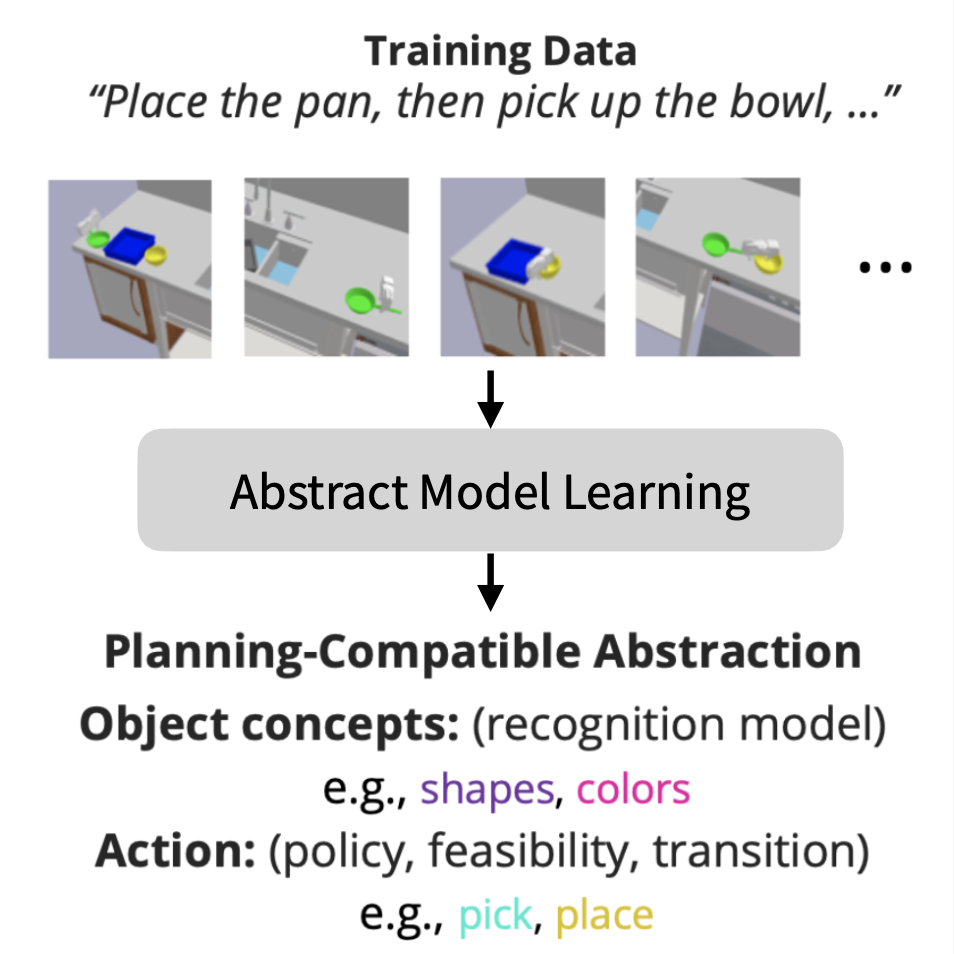 Training Data
“Place the pan, then pick up the bowl, ...”
...
Abstract Model Learning
Planning-Compatible Abstraction
Object concepts: (recognition model)
e.g., shapes, colors
Action: (policy, feasibility, transition)
e.g., pick, place